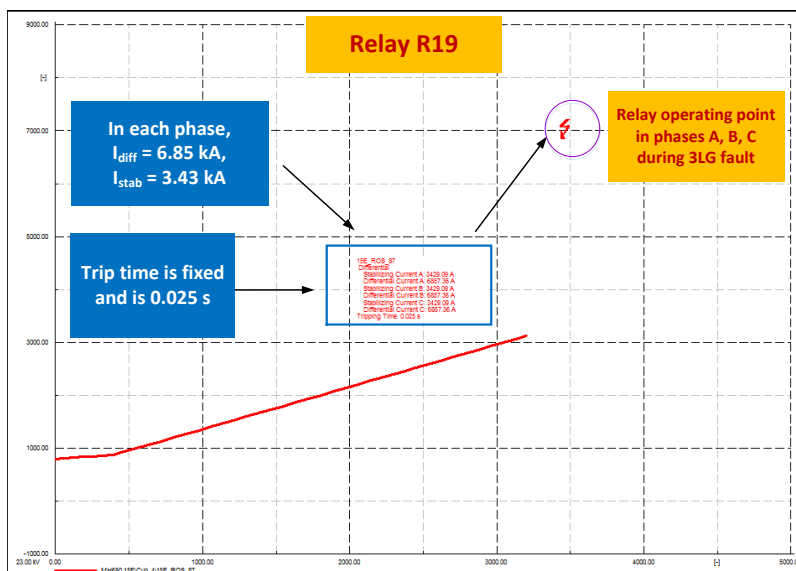 Relay R19
9000.00
[-]
7000.00
5000.00
3000.00
1000.00
-1000.00
In each phase,
Idiff = 6.85 kA,
Istab = 3.43 kA
Relay operating point
in phases A, B, C
during 3LG fault
Trip time is fixed
and is 0.025 s
15E_ROS_87
Differential
Stabilizing Current A: 3429.09 A
Differential Current A: 6857.36 A
Stabilizing Current B: 3429.09 A
Differential Current B: 6857.36 A
Stabilizing Current C: 3429.09 A
Differential Current C: 6857.36 A
Tripping Time: 0.025 s
23.00 kV 0.00 1000.00 2000.00 3000.00 4000.00 [-] 5000.0